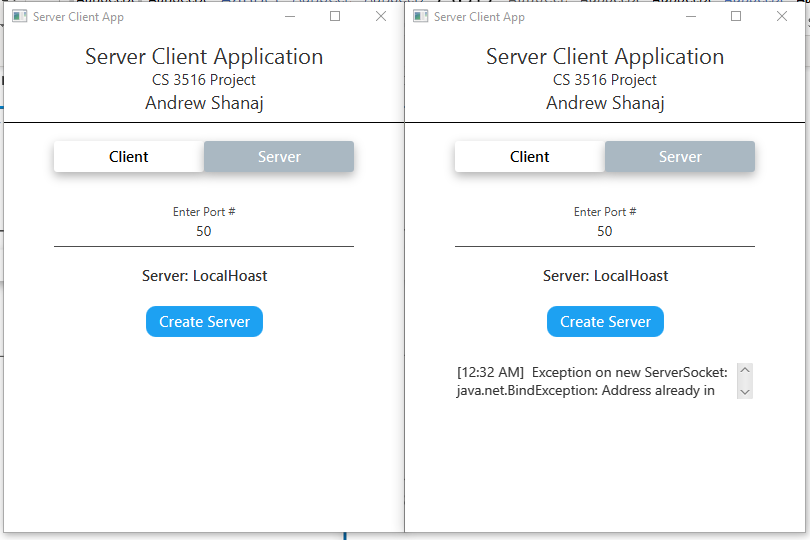 Server Client App
Server Client Application
CS 3516 Project
Andrew Shanaj
Client
Server
Enter Port #
50
Server: LocalHoast
Create Server
Server Client App
Server Client Application
CS 3516 Project
Andrew Shanaj
Client
Server
Enter Port #
50
Server: LocalHoast
Create Server
[12:32 AM]  Exception on new ServerSocket:
java.net.BindException: Address already in